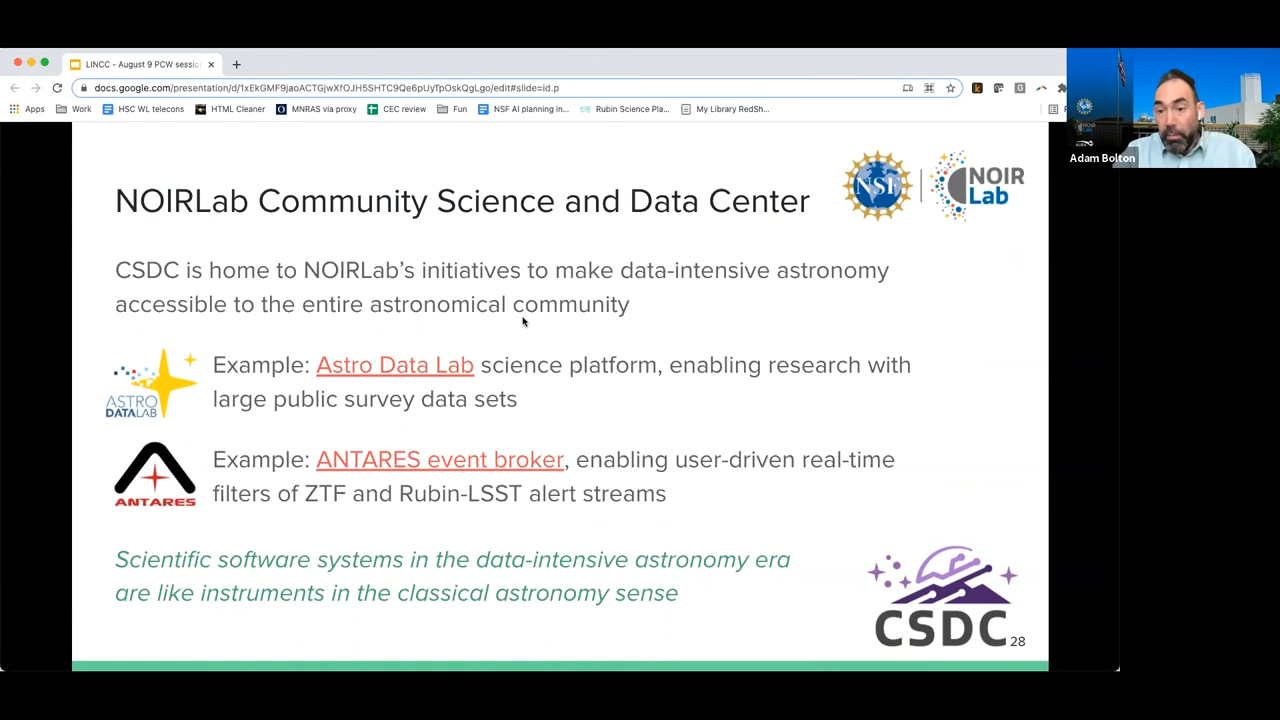 LINCC - August 9 PCW sessio
docs.google.com/presentation/d/1xEkGMF9jaoACTGjwXfOJH5SHTC9Qe6pUyTpOskQgLgo/edit#slide=id.p
Apps Work HSC WL telecons HTML Cleaner MNRAS via proxy CEC review Fun NSF AI planning in... Rubin Science Pla... My Library RedSh...
Adam Bolton
NOIRLab Community Science and Data Center
NSF
NOIR
Lab
CSDC is home to NOIRLab's initiatives to make data-intensive astronomy
accessible to the entire astronomical community
ASTRO
DATALAB
Example: Astro Data Lab science platform, enabling research with
large public survey data sets
ANTARES
Example: ANTARES event broker, enabling user-driven real-time
filters of ZTF and Rubin-LSST alert streams
Scientific software systems in the data-intensive astronomy era
are like instruments in the classical astronomy sense
CSDC
28